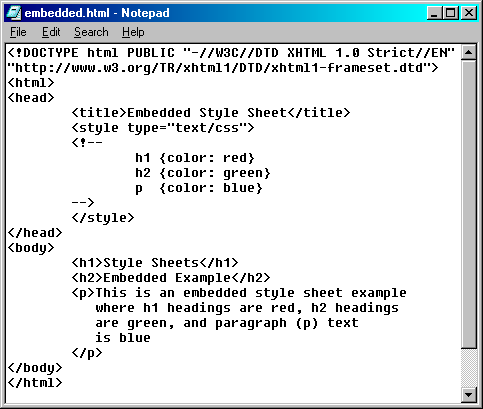 embedded.html - Notepad
File Edit Search Help
<!DOCTYPE html PUBLIC "-//W3C//DTD XHTML 1.0 Strict//EN"
"http://www.w3.org/TR/xhtml1/DTD/xhtml1-frameset.dtd">
<html>
<head>
        <title>Embedded Style Sheet</title>
        <style type="text/css">
        <!--
                h1 {color: red}
                h2 {color: green}
                p  {color: blue}
        -->
        </style>
</head>
<body>
        <h1>Style Sheets</h1>
        <h2>Embedded Example</h2>
        <p>This is an embedded style sheet example
           where h1 headings are red, h2 headings
           are green, and paragraph (p) text
           is blue
        </p>
</body>
</html>